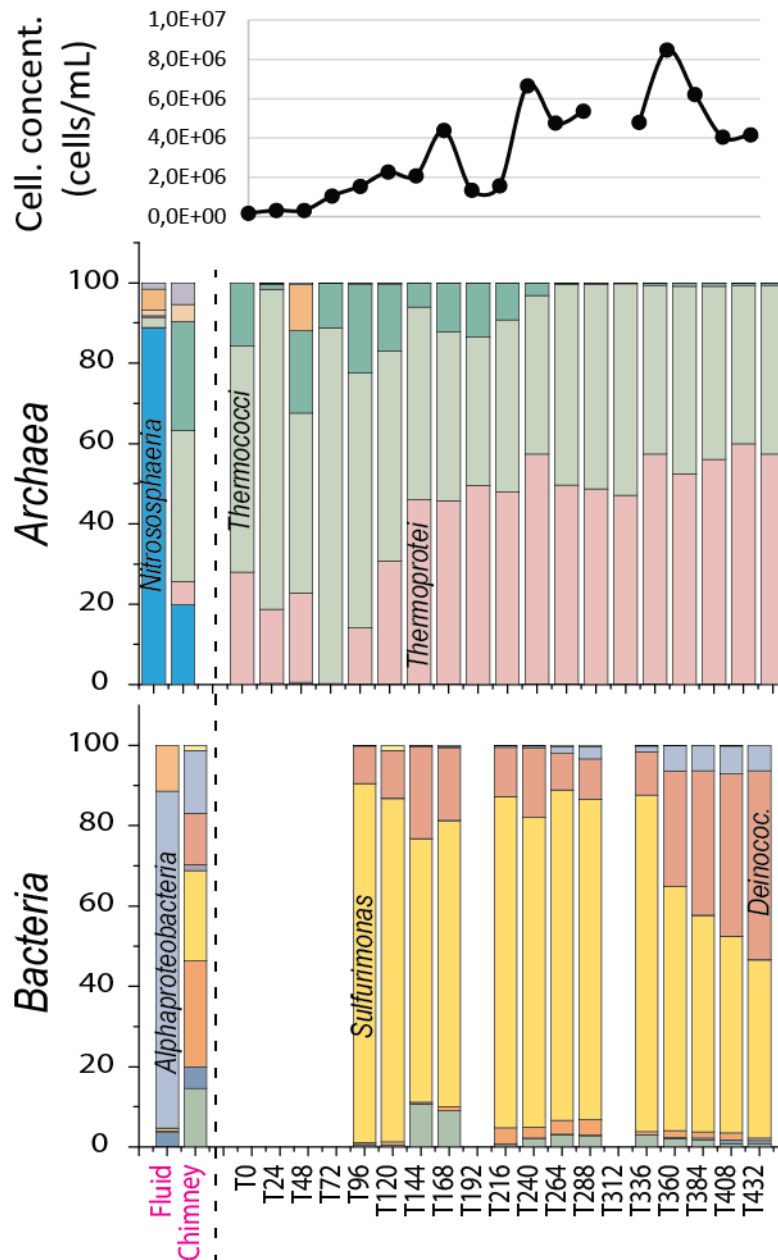 Cell. concent.
(cells/mL)
1,0E+07
8,0E+06
6,0E+06
4,0E+06
2,0E+06
0,0E+00
Archaea
100
80
60
40
20
0
Nitrososphaeria
Thermococci
Thermoprotei
Bacteria
100
80
60
40
20
0
Alphaproteobacteria
Sulfurimonas
Deinococ.
Fluid
Chimney
T0
T24
T48
T72
T96
T120
T144
T168
T192
T216
T240
T264
T288
T312
T336
T360
T384
T408
T432